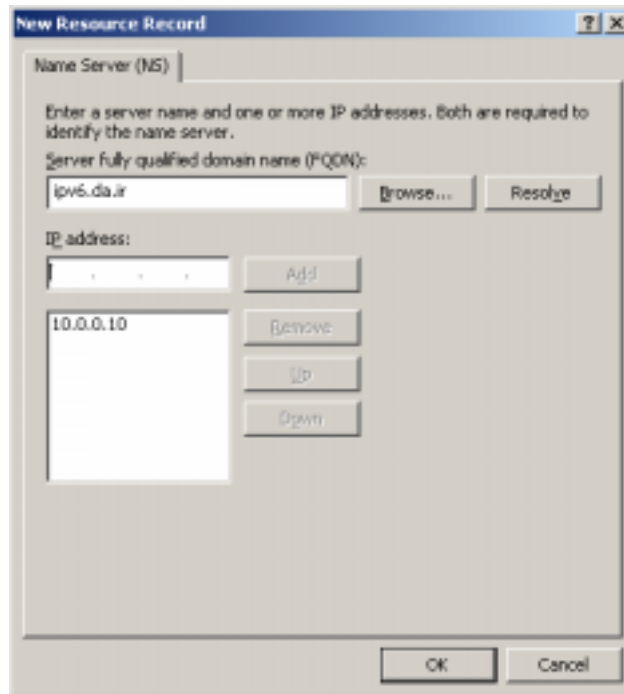 New Resource Record
Name Server (NS)
Enter a server name and one or more IP addresses. Both are required to
identify the name server.
Server fully qualified domain name (FQDN):
ipv6.da.ir
Browse...
Resolve
IP address:
Add
10.0.0.10
Remove
Up
Down
OK
Cancel